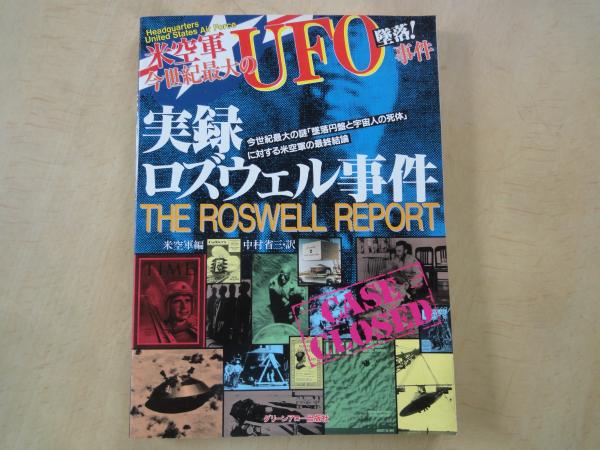 Headquarters
United States Air Force
米空軍
今世紀最大の
UFO
墜落!
事件
実録
今世紀最大の謎「墜落円盤と宇宙人の死体」
に対する米空軍の最終結論
ロズウェル事件
THE ROSWELL REPORT
米空軍編 中村省三・訳
TIME
CASE
CLOSED
グリーンアロー出版社